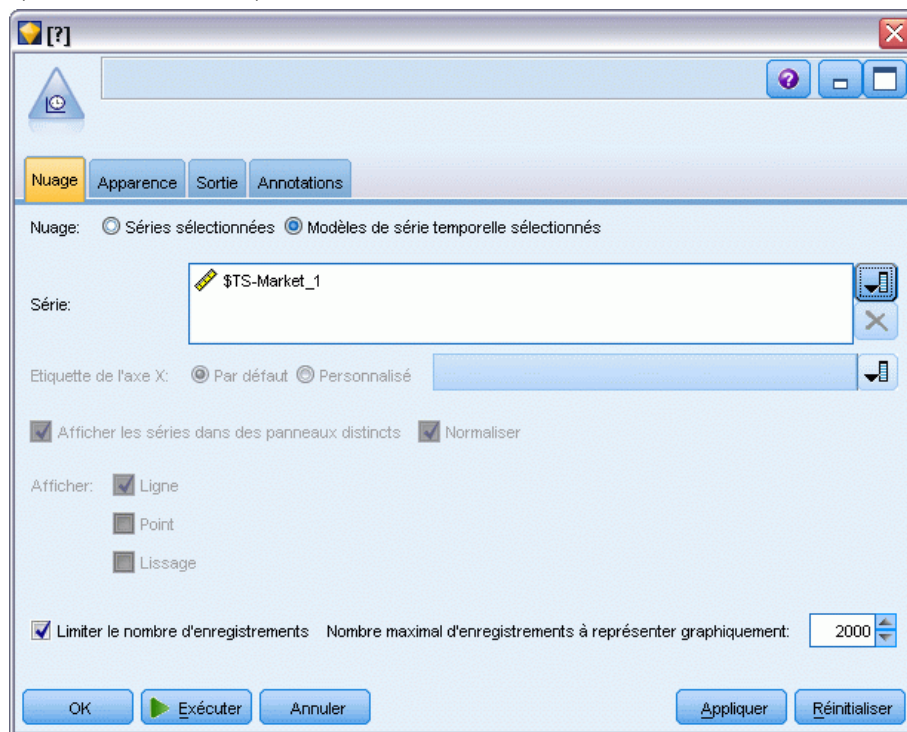 [?]
Nuage Apparence Sortie Annotations
Nuage: Séries sélectionnées Modèles de série temporelle sélectionnés
$TS-Market_1
Série:
Etiquette de l'axe X: Par défaut Personnalisé
Afficher les séries dans des panneaux distincts Normaliser
Afficher: Ligne
Point
Lissage
Limiter le nombre d'enregistrements Nombre maximal d'enregistrements à représenter graphiquement: 2000
OK Exécuter Annuler Appliquer Réinitialiser